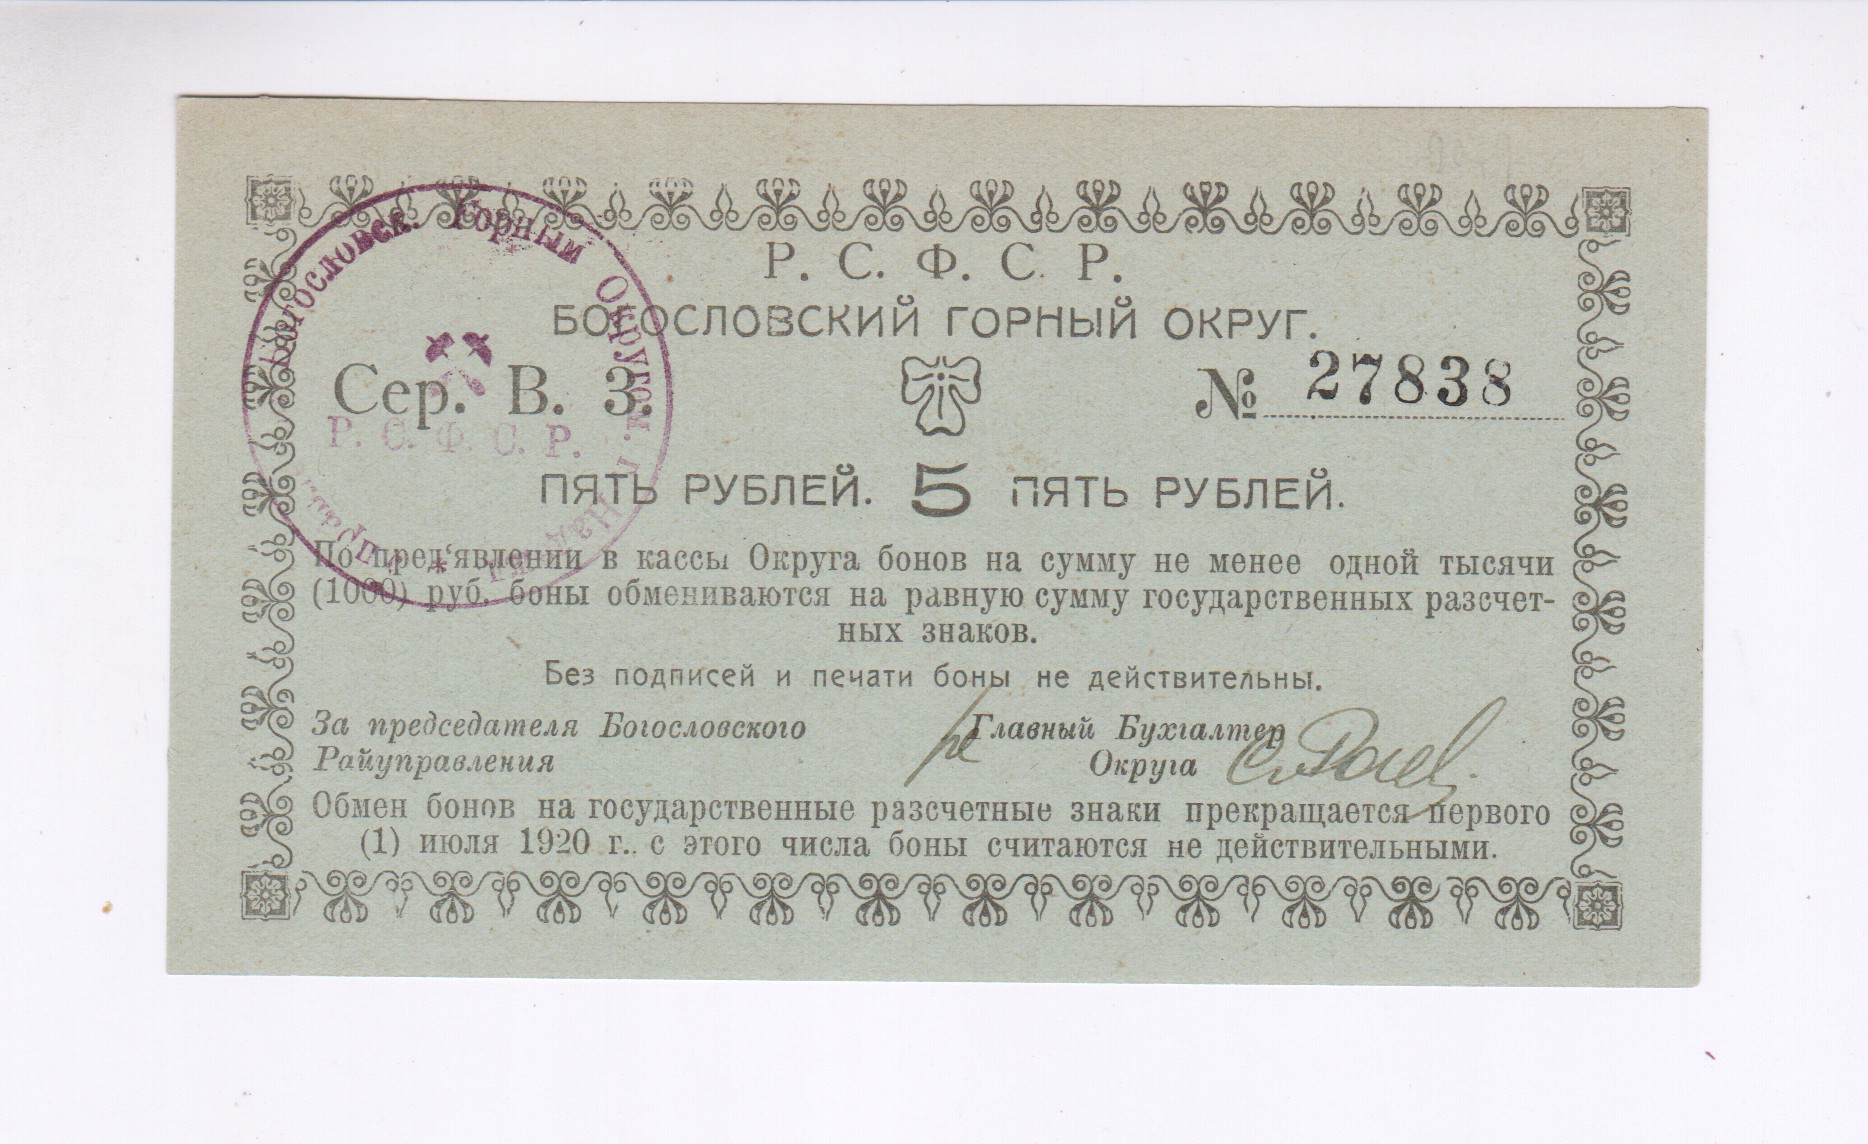 Р. С. Ф. С. Р.
БОГОСЛОВСКИЙ ГОРНЫЙ ОКРУГ.
Сер. В. З.
№ 27838
Богословск. Горным Округом.
Р. С. Ф. С. Р.
ПЯТЬ РУБЛЕЙ. 5 ПЯТЬ РУБЛЕЙ.
По пред'явлении в кассы Округа бонов на сумму не менее одной тысячи
(1000) руб. боны обмениваются на равную сумму государственных разсчет-
ных знаков.
Без подписей и печати боны не действительны.
За председателя Богословского
Райуправления
Главный Бухгалтер
Округа
Обмен бонов на государственные разсчетные знаки прекращается первого
(1) июля 1920 г.. с этого числа боны считаются не действительными.